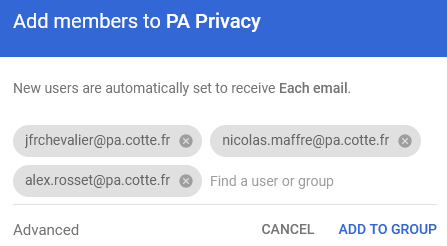 Add members to PA Privacy
New users are automatically set to receive Each email.
jfrchevalier@pa.cotte.fr nicolas.maffre@pa.cotte.fr
alex.rosset@pa.cotte.fr Find a user or group
Advanced CANCEL ADD TO GROUP